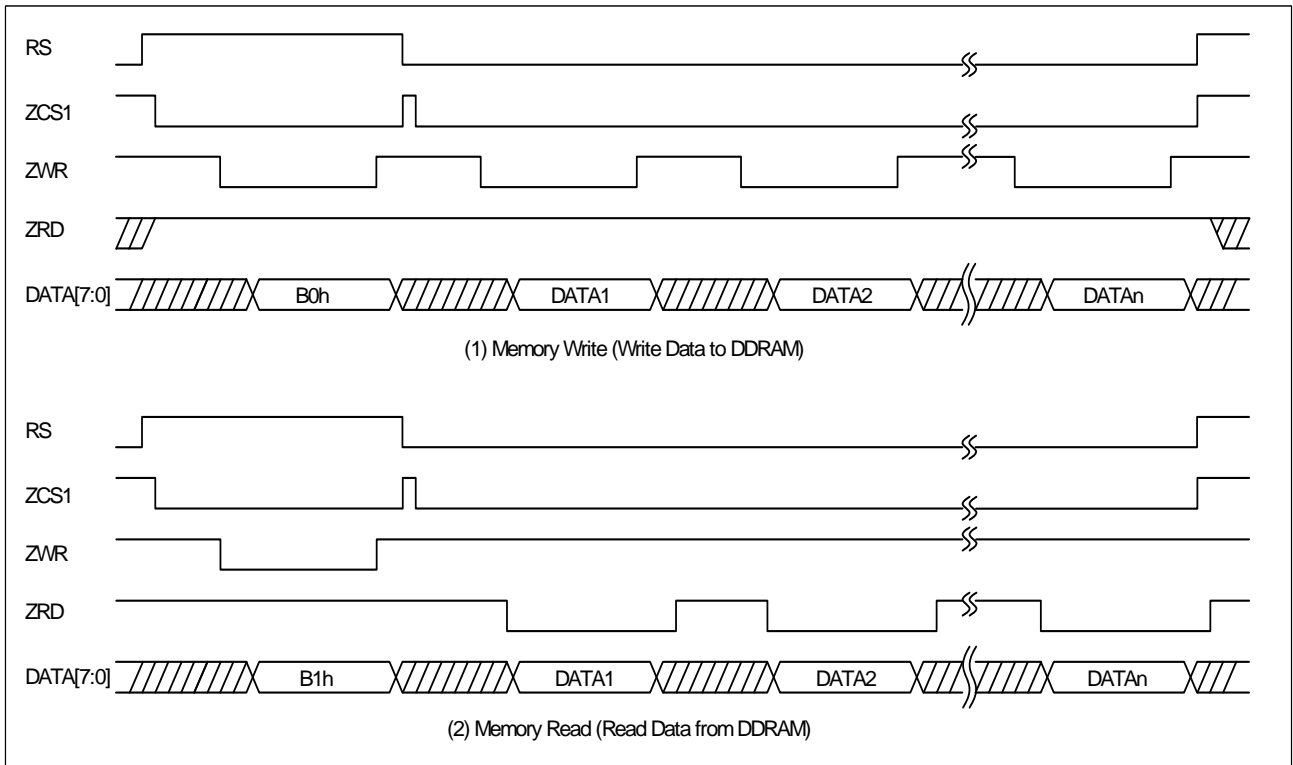 RS
ZCS1
ZWR
ZRD
DATA[7:0] B0h DATA1 DATA2 DATAn
(1) Memory Write (Write Data to DDRAM)
RS
ZCS1
ZWR
ZRD
DATA[7:0] B1h DATA1 DATA2 DATAn
(2) Memory Read (Read Data from DDRAM)